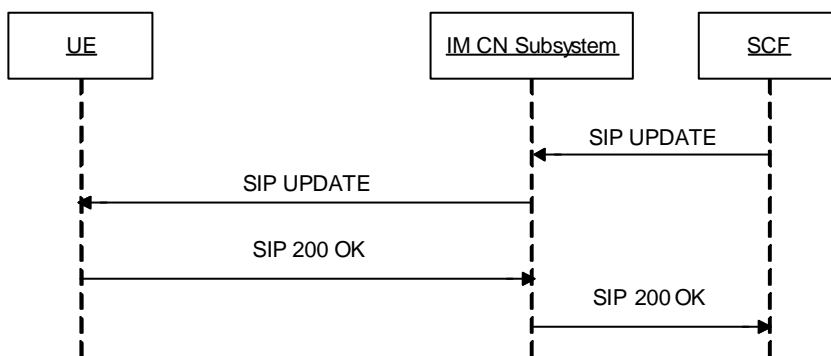 UE
IM CN Subsystem
SCF
SIP UPDATE
SIP UPDATE
SIP 200 OK
SIP 200 OK